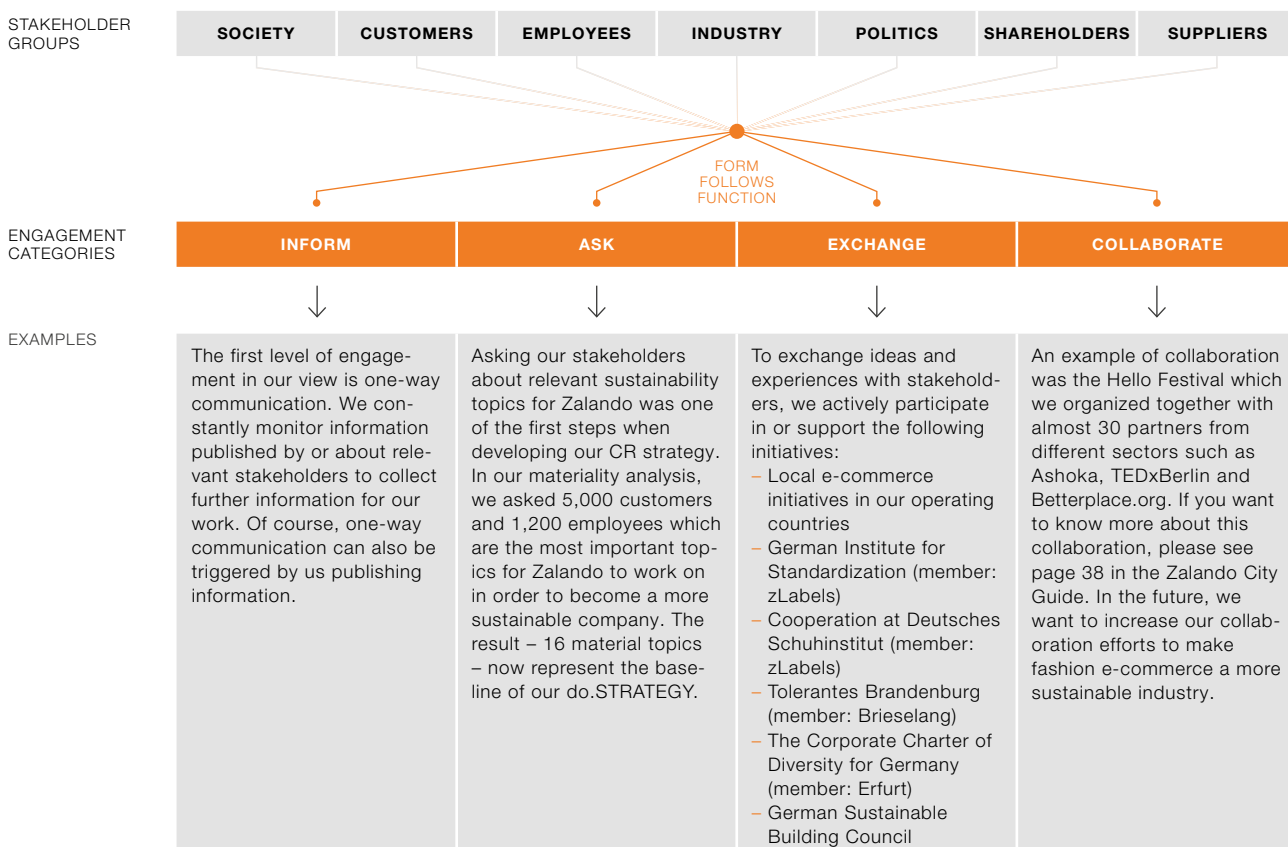 STAKEHOLDER
GROUPS
SOCIETY
CUSTOMERS
EMPLOYEES
INDUSTRY
POLITICS
SHAREHOLDERS
SUPPLIERS
FORM
FOLLOWS
FUNCTION
ENGAGEMENT
CATEGORIES
INFORM
ASK
EXCHANGE
COLLABORATE
EXAMPLES
The first level of engage-
ment in our view is one-way
communication. We con-
stantly monitor information
published by or about rele-
vant stakeholders to collect
further information for our
work. Of course, one-way
communication can also be
triggered by us publishing
information.
Asking our stakeholders
about relevant sustainability
topics for Zalando was one
of the first steps when
developing our CR strategy.
In our materiality analysis,
we asked 5,000 customers
and 1,200 employees which
are the most important top-
ics for Zalando to work on
in order to become a more
sustainable company. The
result – 16 material topics
– now represent the base-
line of our do.STRATEGY.
To exchange ideas and
experiences with stakehold-
ers, we actively participate
in or support the following
initiatives:
– Local e-commerce
initiatives in our operating
countries
– German Institute for
Standardization (member:
zLabels)
– Cooperation at Deutsches
Schuhinstitut (member:
zLabels)
– Tolerantes Brandenburg
(member: Brieselang)
– The Corporate Charter of
Diversity for Germany
(member: Erfurt)
– German Sustainable
Building Council
An example of collaboration
was the Hello Festival which
we organized together with
almost 30 partners from
different sectors such as
Ashoka, TEDxBerlin and
Betterplace.org. If you want
to know more about this
collaboration, please see
page 38 in the Zalando City
Guide. In the future, we
want to increase our collab-
oration efforts to make
fashion e-commerce a more
sustainable industry.